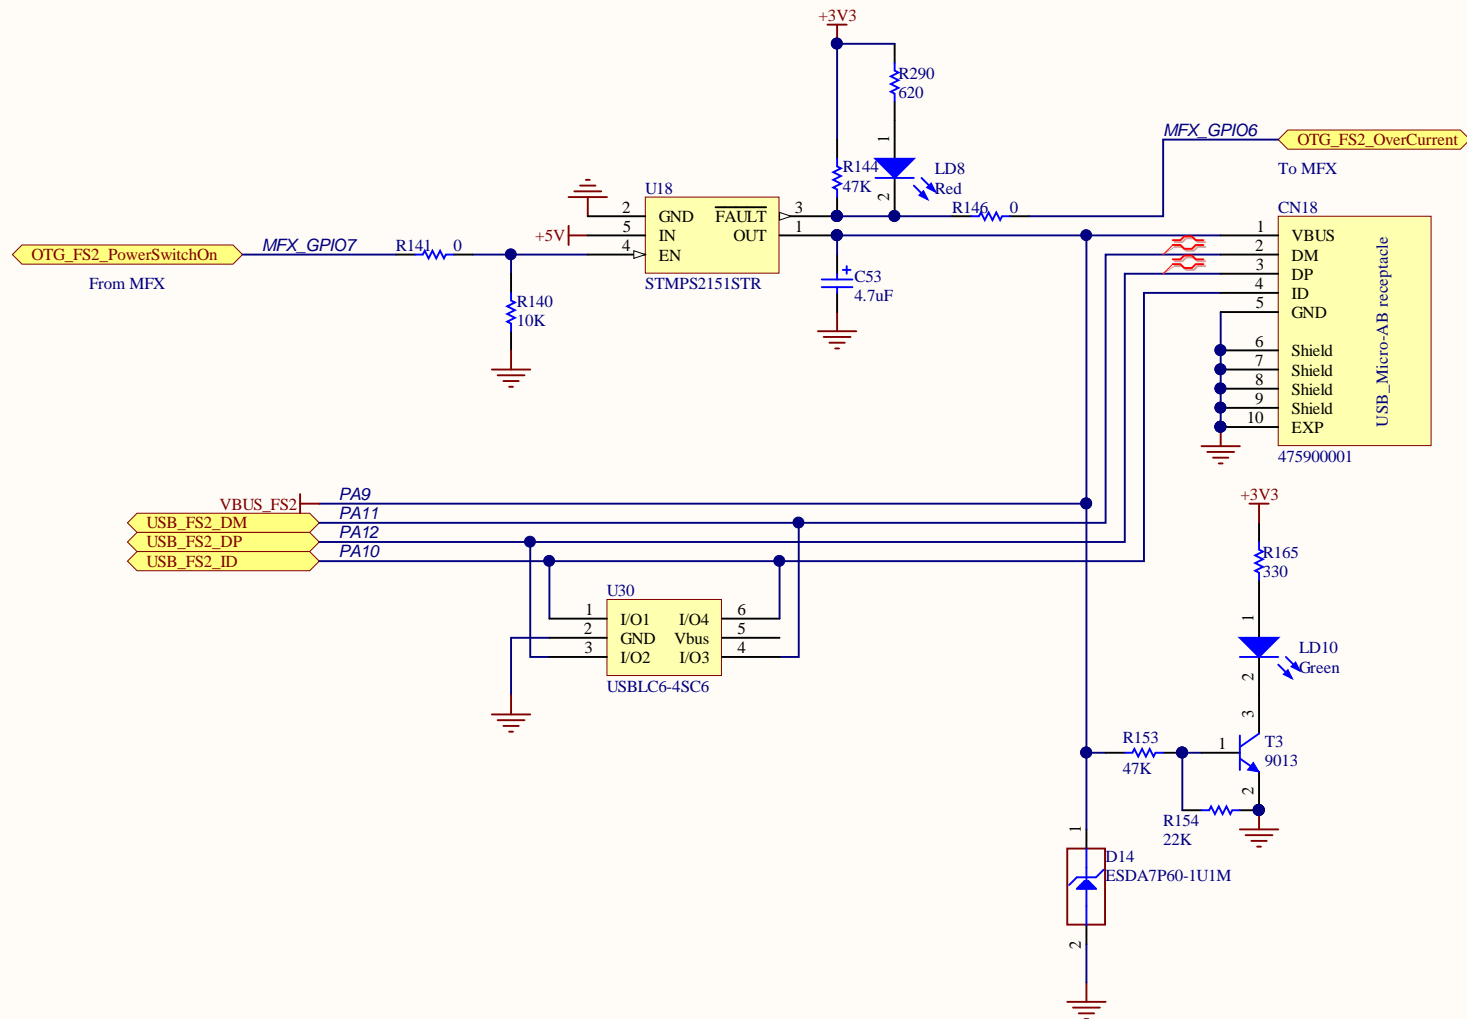 +3V3
R290
620
1
MFX_GPIO6
OTG_FS2_OverCurrent
To MFX
R144
47K
LD8
Red
2
U18
2 GND FAULT 3
R146 0
CN18
+5V 5 IN OUT 1
1 VBUS
OTG_FS2_PowerSwitchOn MFX_GPIO7 R141 0 4 EN
2 DM
From MFX
3 DP
STMPS2151STR
C53
4.7uF
+
4 ID
R140
10K
5 GND
6 Shield
7 Shield
8 Shield
9 Shield
10 EXP
USB_Micro-AB receptacle
475900001
VBUS_FS2 PA9
USB_FS2_DM PA11
USB_FS2_DP PA12
USB_FS2_ID PA10
+3V3
R165
330
U30
1 I/O1 I/O4 6
2 GND Vbus 5
3 I/O2 I/O3 4
USBLC6-4SC6
1
LD10
Green
2
3
R153
47K
1
T3
9013
2
R154
22K
1
D14
ESDA7P60-1U1M
2